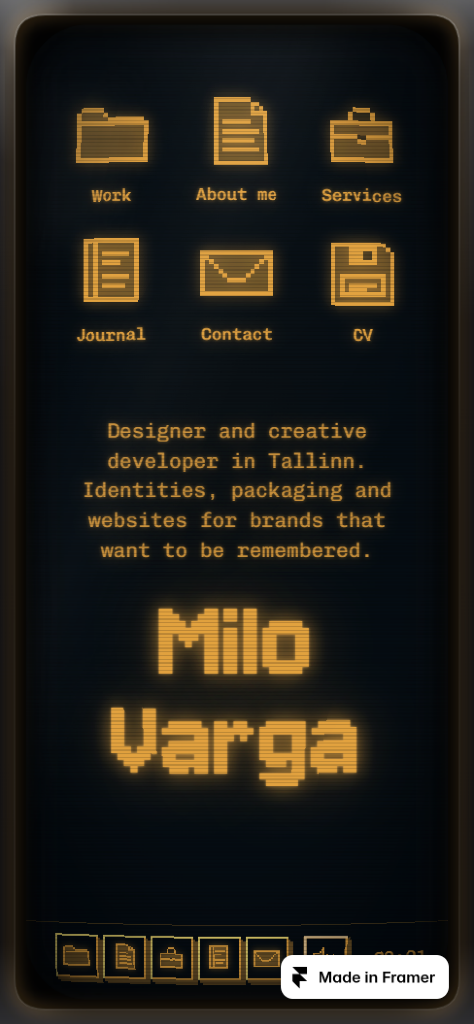 Work
About me
Services
Journal
Contact
CV
Designer and creative
developer in Tallinn.
Identities, packaging and
websites for brands that
want to be remembered.
Milo
Varga
Made in Framer